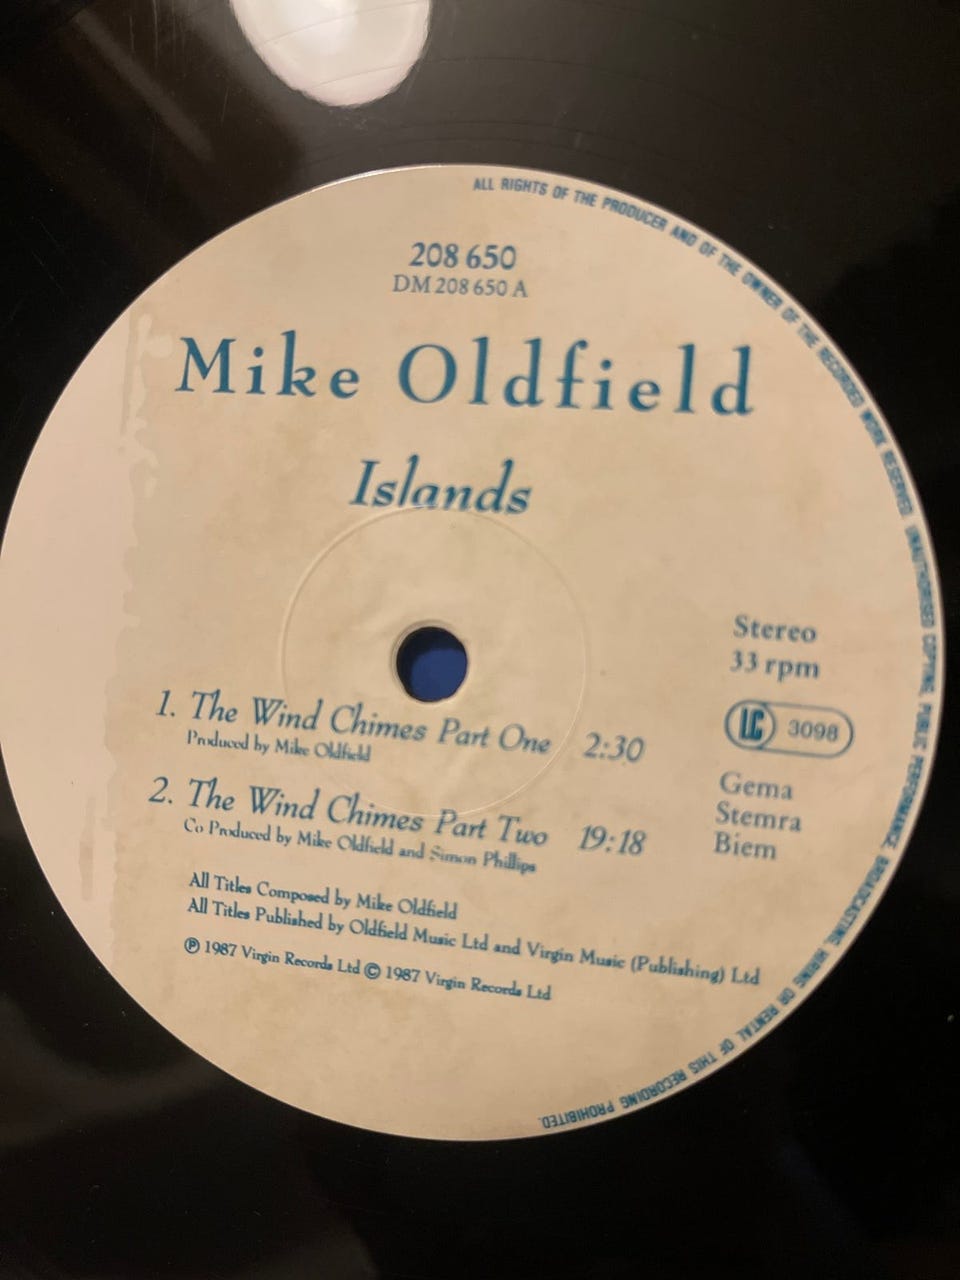 ALL RIGHTS OF THE PRODUCER AND OF THE OWNER OF THE RECORDED WORK RESERVED. UNAUTHORISED COPYING, PUBLIC PERFORMANCE, BROADCASTING, HIRING OR RENTAL OF THIS RECORDING PROHIBITED.
208 650
DM 208 650 A
Mike Oldfield
Islands
Stereo
33 rpm
LC 3098
Gema
Stemra
Biem
1. The Wind Chimes Part One 2:30
Produced by Mike Oldfield
2. The Wind Chimes Part Two 19:18
Co Produced by Mike Oldfield and Simon Phillips
All Titles Composed by Mike Oldfield
All Titles Published by Oldfield Music Ltd and Virgin Music (Publishing) Ltd
℗ 1987 Virgin Records Ltd © 1987 Virgin Records Ltd